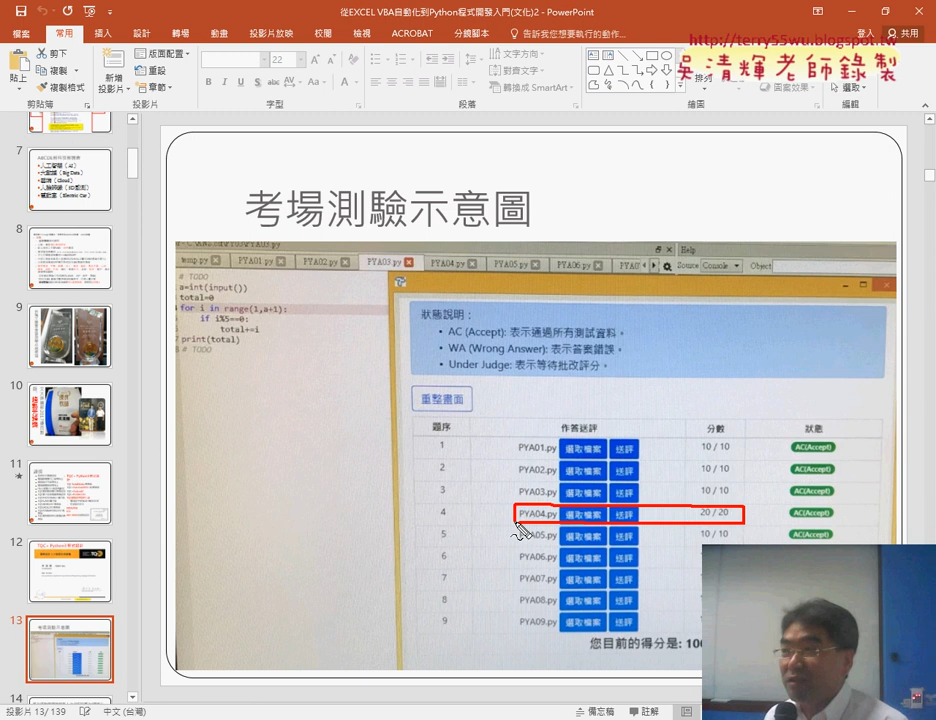 從EXCEL VBA自動化到Python程式開發入門(文化)2 - PowerPoint
檔案 常用 插入 設計 轉場 動畫 投影片放映 校閱 檢視 ACROBAT 分鏡腳本 告訴我您想要執行的動作... 登入 共用
http://terry55wu.blogspot.tw
吳清輝老師錄製
貼上 剪下 複製 複製格式 新增投影片 版面配置 重設 章節 22 文字方向 對齊文字 轉換成 SmartArt 排列 圖案效果 選取
剪貼簿 投影片 字型 段落 繪圖 編輯
7
8
9
10
11
12
13
14
考場測驗示意圖
temp.py PYA01.py PYA02.py PYA03.py PYA04.py PYA05.py PYA06.py Help
Source Console Object
# TODO
a=int(input())
total=0
for i in range(1,a+1):
if i%5==0:
total+=i
print(total)
# TODO
狀態說明：
• AC (Accept): 表示通過所有測試資料。
• WA (Wrong Answer): 表示答案錯誤。
• Under Judge: 表示等待批改評分。
重整畫面
題序 作答送評 分數 狀態
1 PYA01.py 選取檔案 送評 10 / 10 AC(Accept)
2 PYA02.py 選取檔案 送評 10 / 10 AC(Accept)
3 PYA03.py 選取檔案 送評 10 / 10 AC(Accept)
4 PYA04.py 選取檔案 送評 20 / 20 AC(Accept)
5 PYA05.py 選取檔案 送評 10 / 10 AC(Accept)
6 PYA06.py 選取檔案 送評
7 PYA07.py 選取檔案 送評
8 PYA08.py 選取檔案 送評
9 PYA09.py 選取檔案 送評
您目前的得分是: 100
投影片 13/139 中文 (台灣) 備忘稿 註解